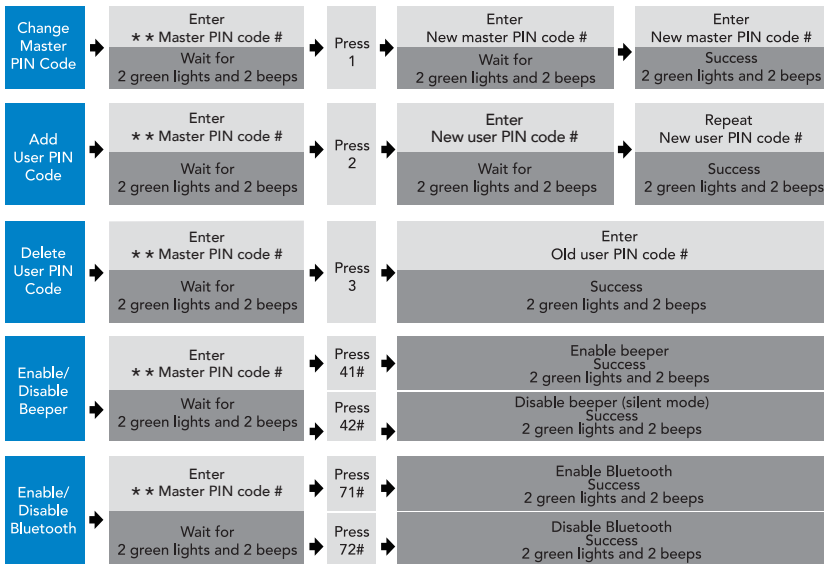 Change
Master
PIN Code
Enter
* * Master PIN code #
Wait for
2 green lights and 2 beeps
Press
1
Enter
New master PIN code #
Wait for
2 green lights and 2 beeps
Enter
New master PIN code #
Success
2 green lights and 2 beeps
Add
User PIN
Code
Enter
* * Master PIN code #
Wait for
2 green lights and 2 beeps
Press
2
Enter
New user PIN code #
Wait for
2 green lights and 2 beeps
Repeat
New user PIN code #
Success
2 green lights and 2 beeps
Delete
User PIN
Code
Enter
* * Master PIN code #
Wait for
2 green lights and 2 beeps
Press
3
Enter
Old user PIN code #
Success
2 green lights and 2 beeps
Enable/
Disable
Beeper
Enter
* * Master PIN code #
Wait for
2 green lights and 2 beeps
Press
41#
Enable beeper
Success
2 green lights and 2 beeps
Press
42#
Disable beeper (silent mode)
Success
2 green lights and 2 beeps
Enable/
Disable
Bluetooth
Enter
* * Master PIN code #
Wait for
2 green lights and 2 beeps
Press
71#
Enable Bluetooth
Success
2 green lights and 2 beeps
Press
72#
Disable Bluetooth
Success
2 green lights and 2 beeps